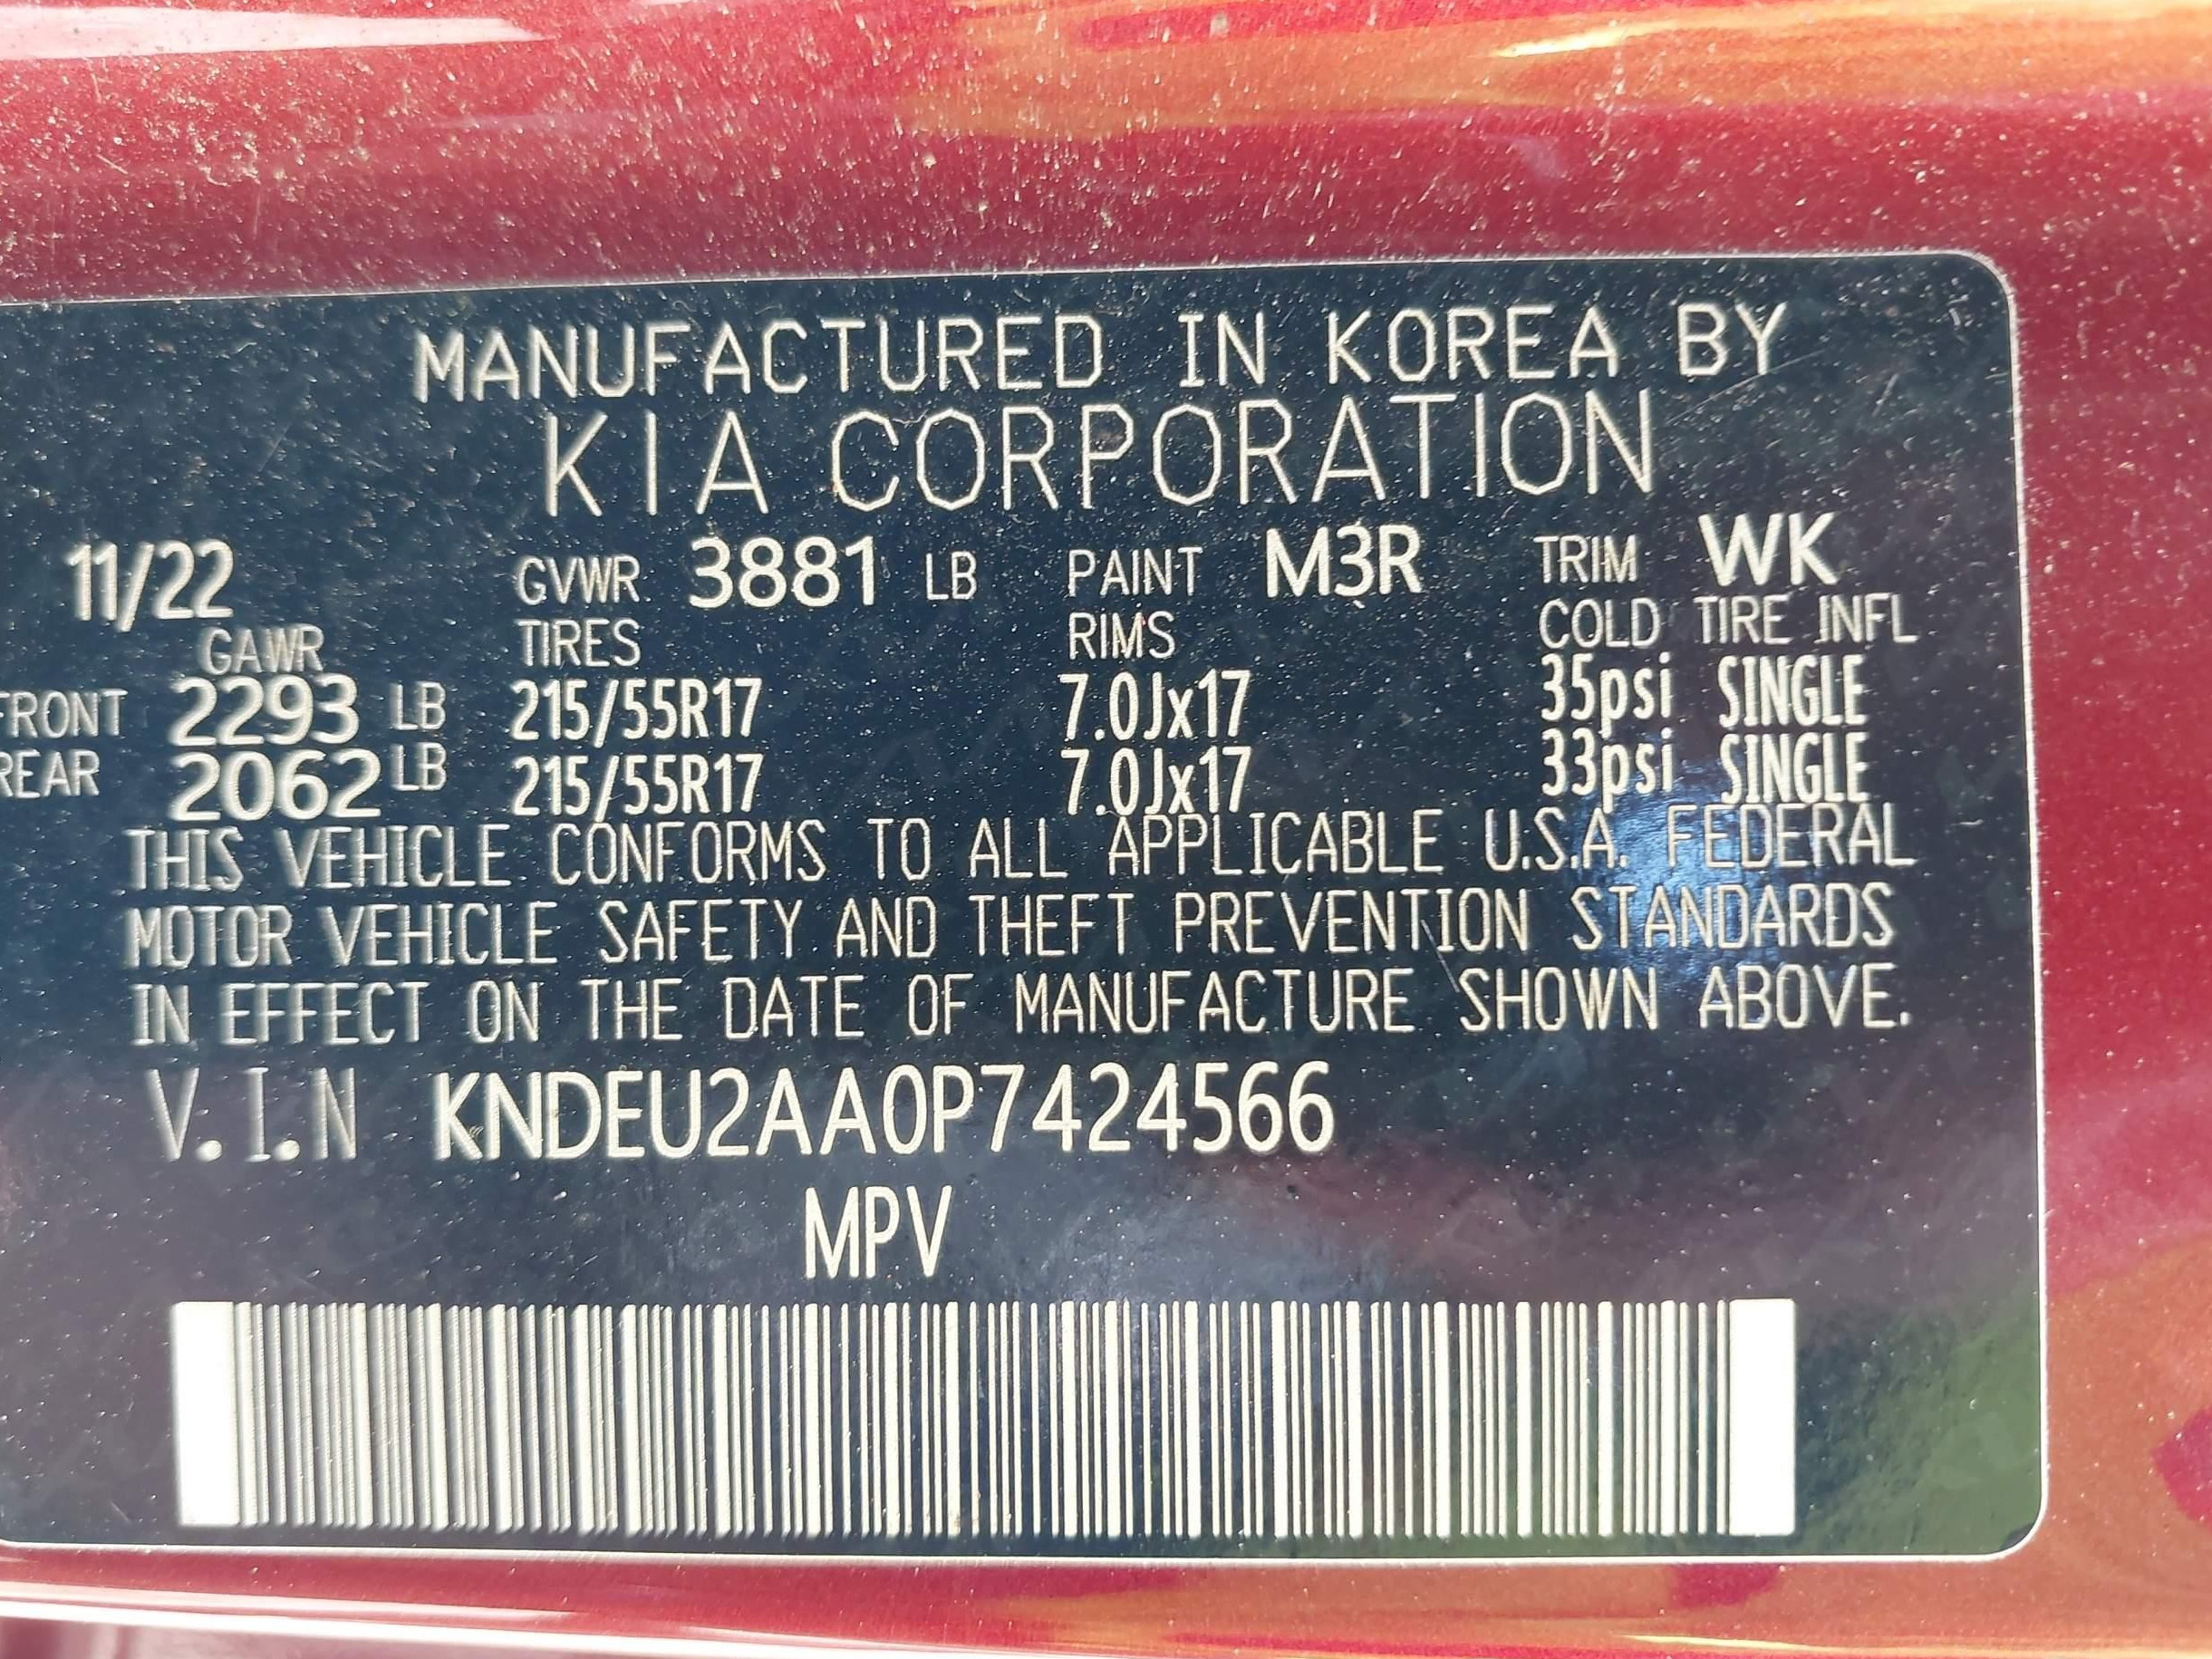 MANUFACTURED IN KOREA BY
KIA CORPORATION
11/22 GVWR 3881 LB PAINT M3R TRIM WK
GAWR TIRES RIMS COLD TIRE INFL
FRONT 2293 LB 215/55R17 7.0Jx17 35psi SINGLE
REAR 2062 LB 215/55R17 7.0Jx17 33psi SINGLE
THIS VEHICLE CONFORMS TO ALL APPLICABLE U.S.A. FEDERAL
MOTOR VEHICLE SAFETY AND THEFT PREVENTION STANDARDS
IN EFFECT ON THE DATE OF MANUFACTURE SHOWN ABOVE.
V.I.N KNDEU2AA0P7424566
MPV